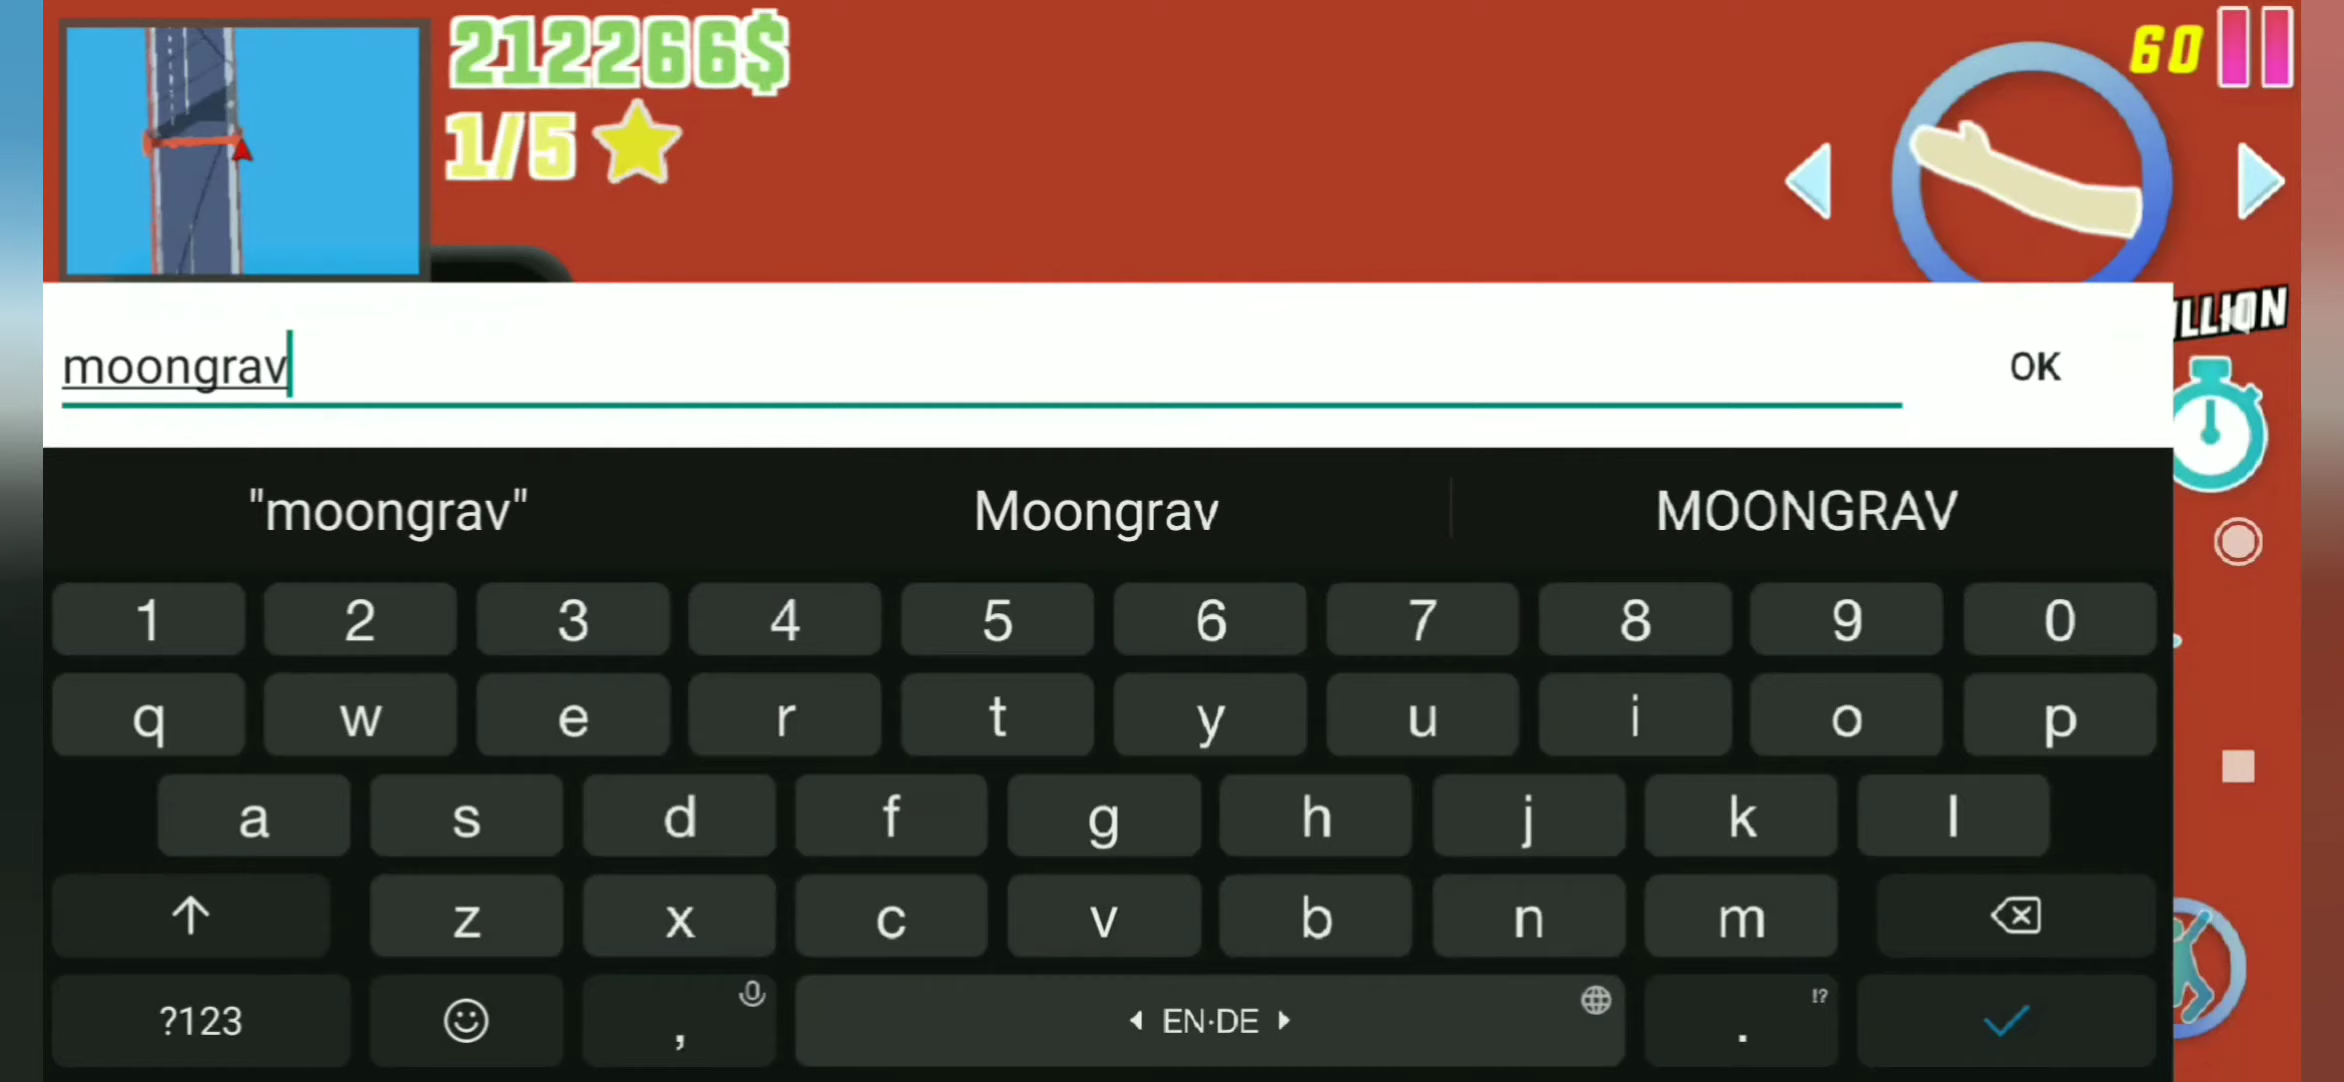 212266$
60
1/5
ILLION
moongrav
OK
"moongrav" Moongrav MOONGRAV
1 2 3 4 5 6 7 8 9 0
q w e r t y u i o p
a s d f g h j k l
z x c v b n m
?123 , EN·DE . !?